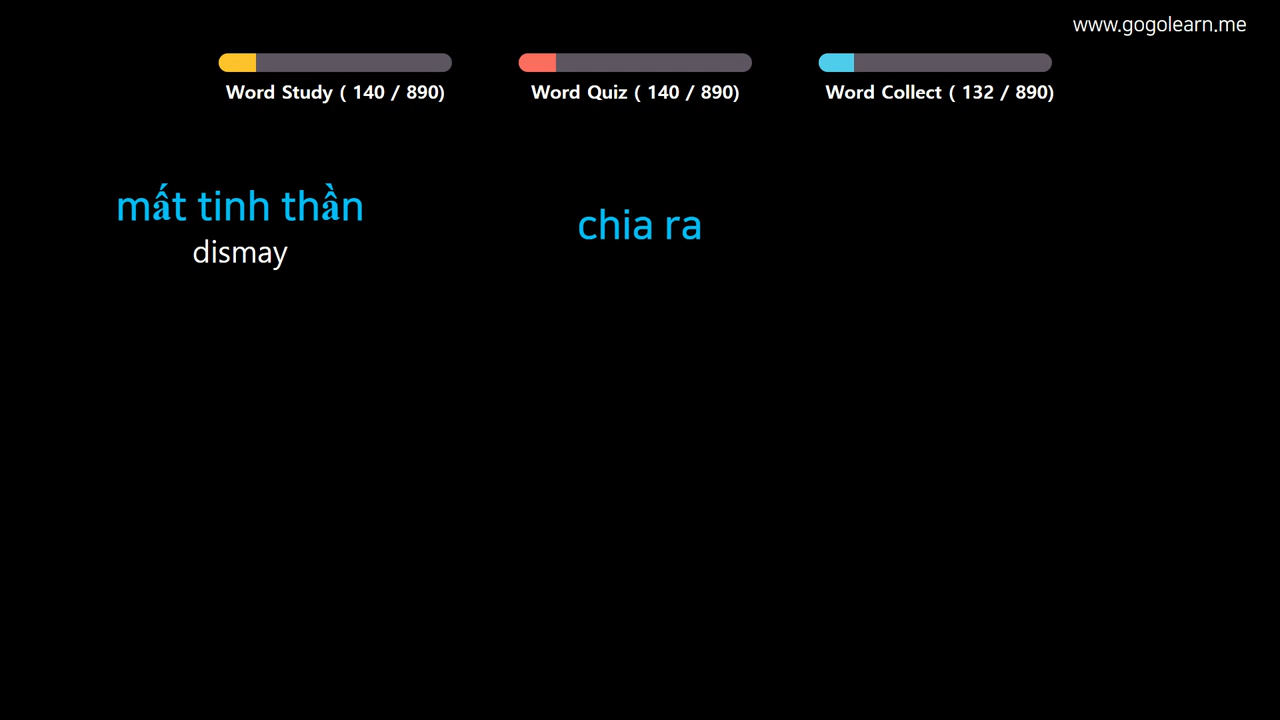 www.gogolearn.me
Word Study ( 140 / 890)
Word Quiz ( 140 / 890)
Word Collect ( 132 / 890)
mất tinh thần
dismay
chia ra